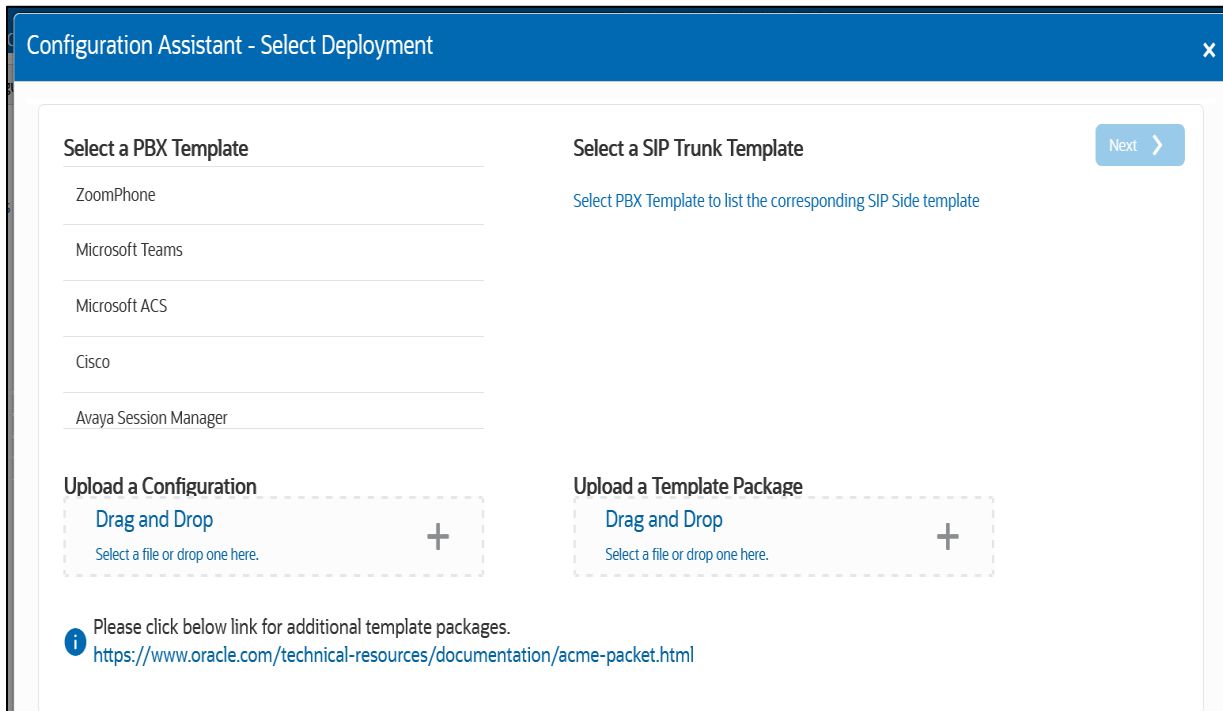 Configuration Assistant - Select Deployment
x
Select a PBX Template
Select a SIP Trunk Template
Next
ZoomPhone
Select PBX Template to list the corresponding SIP Side template
Microsoft Teams
Microsoft ACS
Cisco
Avaya Session Manager
Upload a Configuration
Upload a Template Package
Drag and Drop
Select a file or drop one here.
Drag and Drop
Select a file or drop one here.
Please click below link for additional template packages.
https://www.oracle.com/technical-resources/documentation/acme-packet.html